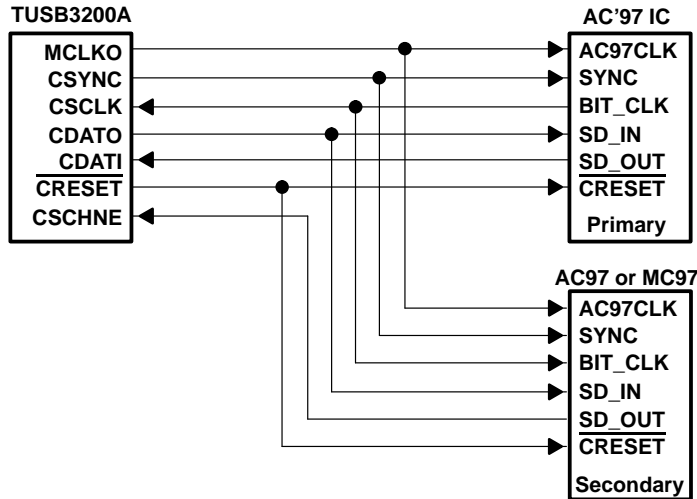 TUSB3200A
MCLKO
CSYNC
CSCLK
CDATO
CDATI
CRESET
CSCHNE
AC'97 IC
AC97CLK
SYNC
BIT_CLK
SD_IN
SD_OUT
CRESET
Primary
AC97 or MC97
AC97CLK
SYNC
BIT_CLK
SD_IN
SD_OUT
CRESET
Secondary